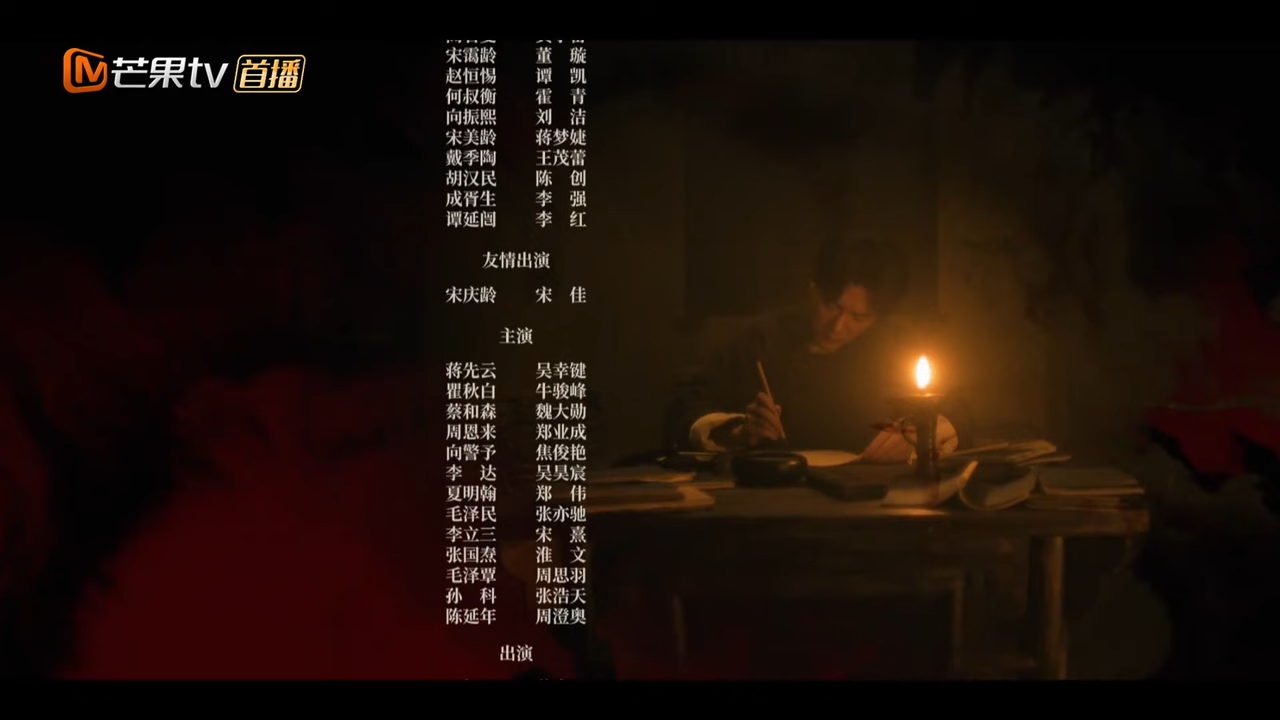 芒果TV 首播
宋霭龄 董璇
赵恒惕 谭凯
何叔衡 霍青
向振熙 刘洁
宋美龄 蒋梦婕
戴季陶 王茂蕾
胡汉民 陈创
成胥生 李强
谭延闿 李红
友情出演
宋庆龄 宋佳
主演
蒋先云 吴幸键
瞿秋白 牛骏峰
蔡和森 魏大勋
周恩来 郑业成
向警予 焦俊艳
李达 吴昊宸
夏明翰 郑伟
毛泽民 张亦驰
李立三 宋熹
张国焘 淮文
毛泽覃 周思羽
孙科 张浩天
陈延年 周澄奥
出演